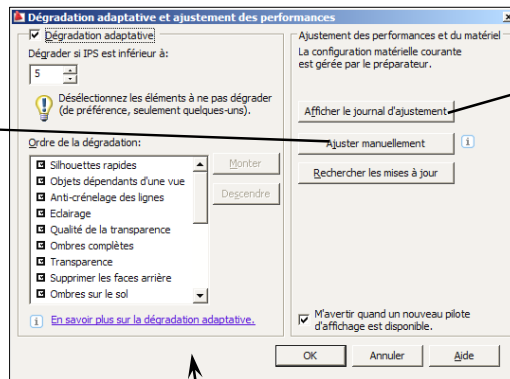 Dégradation adaptative et ajustement des performances
Dégradation adaptative
Dégrader si IPS est inférieur à:
5
Désélectionnez les éléments à ne pas dégrader
(de préférence, seulement quelques-uns).
Ordre de la dégradation:
Silhouettes rapides
Objets dépendants d'une vue
Anti-crénelage des lignes
Eclairage
Qualité de la transparence
Ombres complètes
Transparence
Supprimer les faces arrière
Ombres sur le sol
Monter
Descendre
En savoir plus sur la dégradation adaptative.
Ajustement des performances et du matériel
La configuration matérielle courante
est gérée par le préparateur.
Afficher le journal d'ajustement
Ajuster manuellement
Rechercher les mises à jour
M'avertir quand un nouveau pilote
d'affichage est disponible.
OK
Annuler
Aide